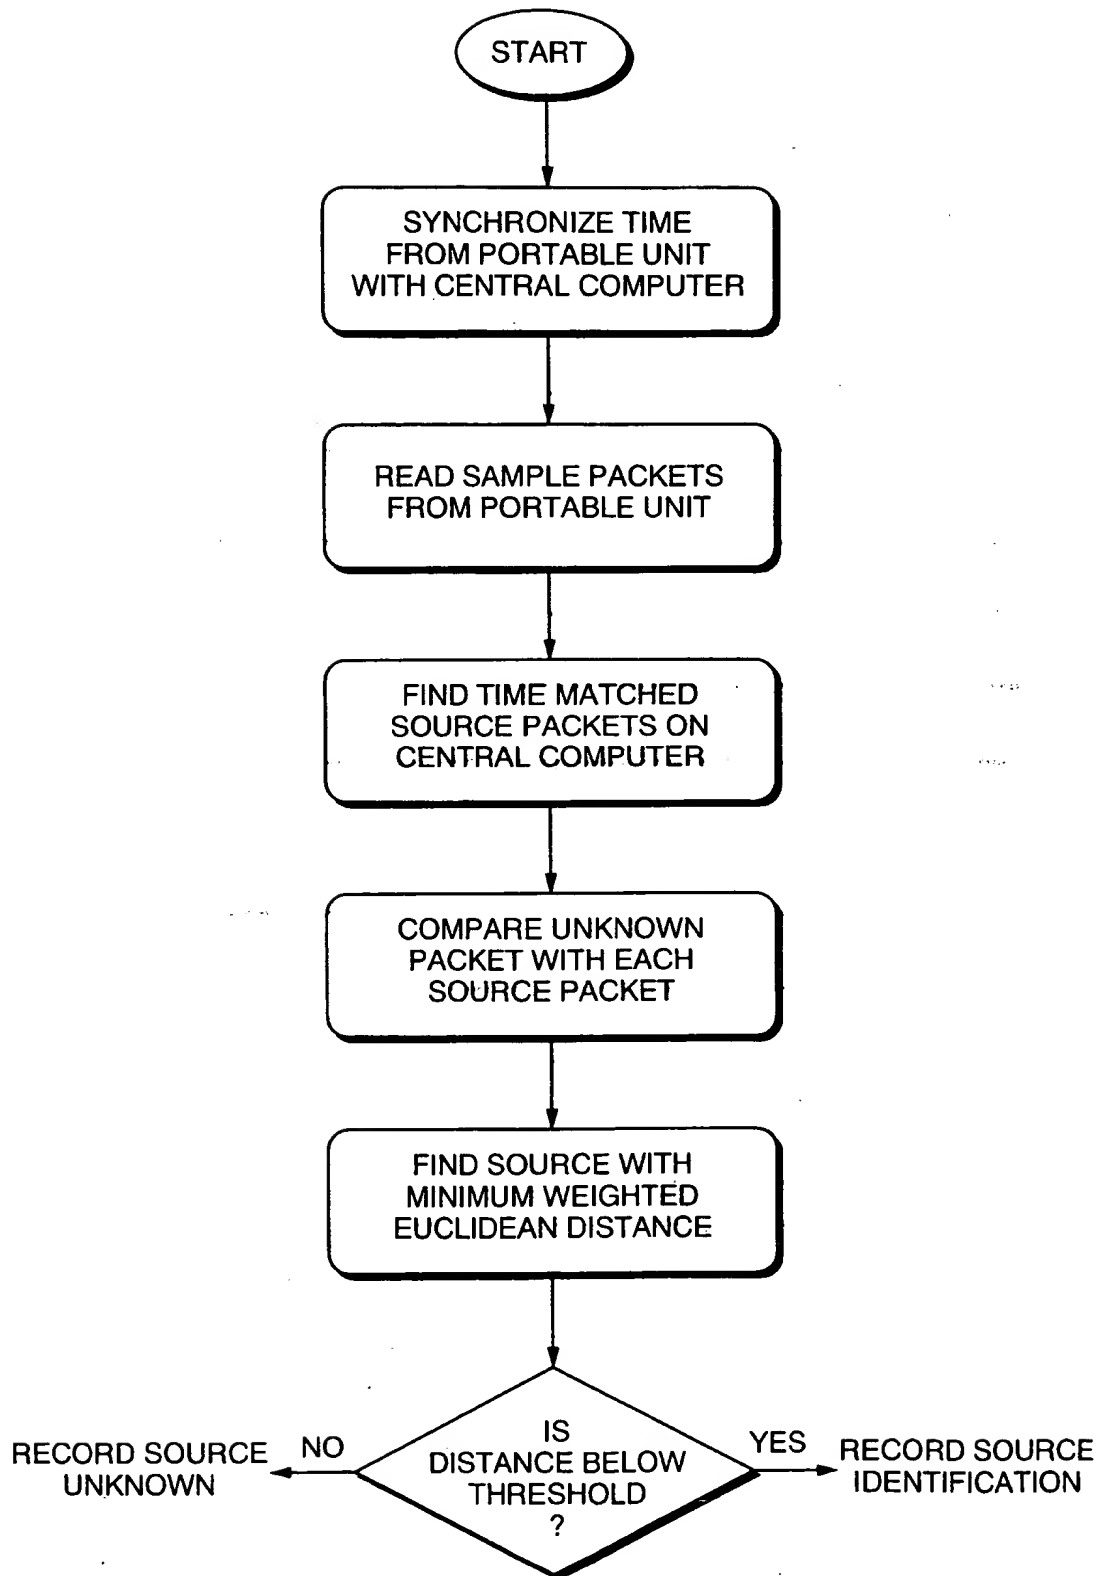 START
SYNCHRONIZE TIME
FROM PORTABLE UNIT
WITH CENTRAL COMPUTER
READ SAMPLE PACKETS
FROM PORTABLE UNIT
FIND TIME MATCHED
SOURCE PACKETS ON
CENTRAL COMPUTER
COMPARE UNKNOWN
PACKET WITH EACH
SOURCE PACKET
FIND SOURCE WITH
MINIMUM WEIGHTED
EUCLIDEAN DISTANCE
IS
DISTANCE BELOW
THRESHOLD
?
NO
RECORD SOURCE
UNKNOWN
YES
RECORD SOURCE
IDENTIFICATION